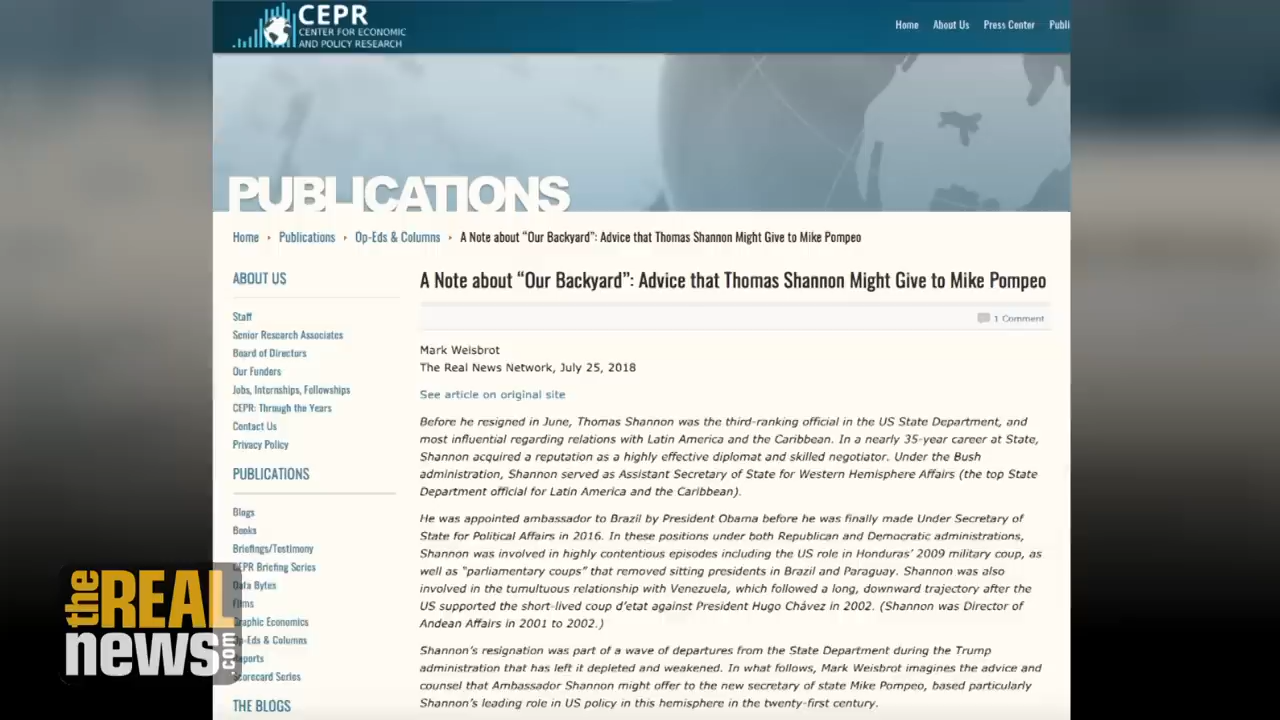 CEPR
CENTER FOR ECONOMIC
AND POLICY RESEARCH
Home About Us Press Center Publi
PUBLICATIONS
Home Publications Op-Eds & Columns A Note about “Our Backyard”: Advice that Thomas Shannon Might Give to Mike Pompeo
ABOUT US
Staff
Senior Research Associates
Board of Directors
Our Funders
Jobs, Internships, Fellowships
CEPR: Through the Years
Contact Us
Privacy Policy
PUBLICATIONS
Blogs
Books
Briefings/Testimony
CEPR Briefing Series
Data Bytes
Films
Graphic Economics
Op-Eds & Columns
Reports
Scorecard Series
THE BLOGS
A Note about “Our Backyard”: Advice that Thomas Shannon Might Give to Mike Pompeo
1 Comment
Mark Weisbrot
The Real News Network, July 25, 2018
See article on original site
Before he resigned in June, Thomas Shannon was the third-ranking official in the US State Department, and
most influential regarding relations with Latin America and the Caribbean. In a nearly 35-year career at State,
Shannon acquired a reputation as a highly effective diplomat and skilled negotiator. Under the Bush
administration, Shannon served as Assistant Secretary of State for Western Hemisphere Affairs (the top State
Department official for Latin America and the Caribbean).
He was appointed ambassador to Brazil by President Obama before he was finally made Under Secretary of
State for Political Affairs in 2016. In these positions under both Republican and Democratic administrations,
Shannon was involved in highly contentious episodes including the US role in Honduras’ 2009 military coup, as
well as “parliamentary coups” that removed sitting presidents in Brazil and Paraguay. Shannon was also
involved in the tumultuous relationship with Venezuela, which followed a long, downward trajectory after the
US supported the short-lived coup d’etat against President Hugo Chávez in 2002. (Shannon was Director of
Andean Affairs in 2001 to 2002.)
Shannon’s resignation was part of a wave of departures from the State Department during the Trump
administration that has left it depleted and weakened. In what follows, Mark Weisbrot imagines the advice and
counsel that Ambassador Shannon might offer to the new secretary of state Mike Pompeo, based particularly
Shannon’s leading role in US policy in this hemisphere in the twenty-first century.
the REAL
news.com